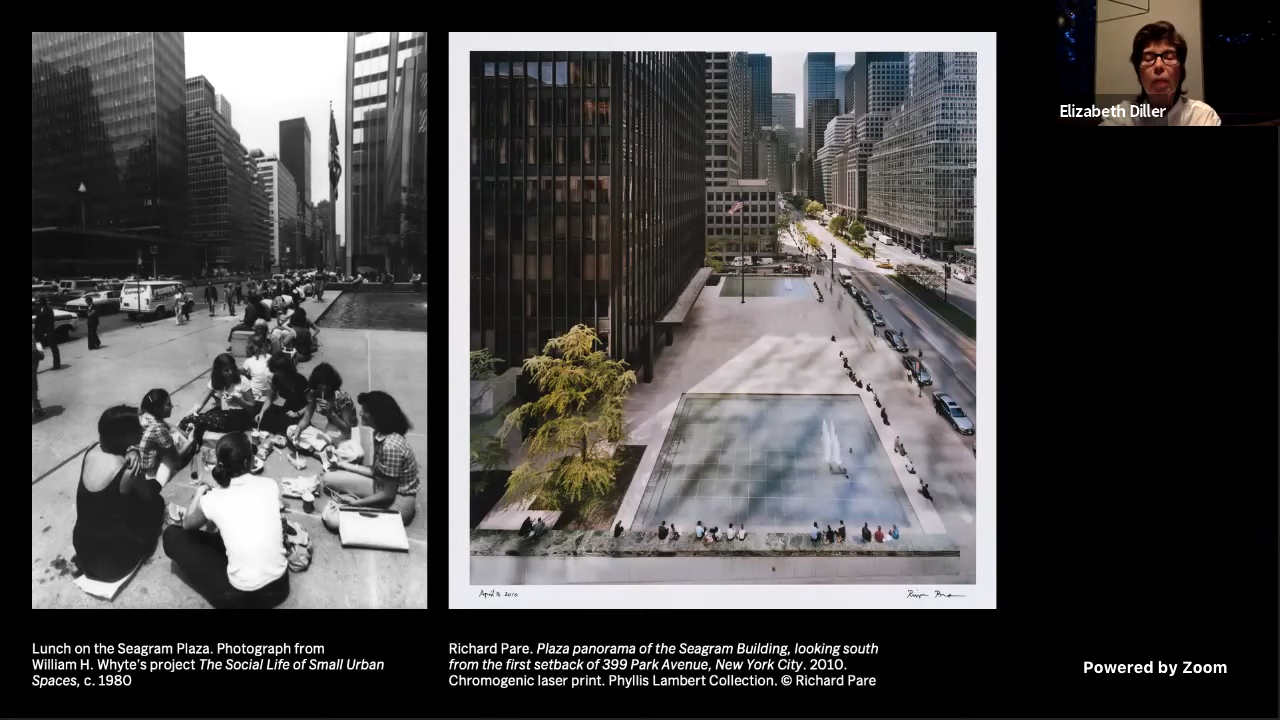 Elizabeth Diller
April 16 2010
Lunch on the Seagram Plaza. Photograph from
William H. Whyte's project The Social Life of Small Urban
Spaces, c. 1980
Richard Pare. Plaza panorama of the Seagram Building, looking south
from the first setback of 399 Park Avenue, New York City. 2010.
Chromogenic laser print. Phyllis Lambert Collection. © Richard Pare
Powered by Zoom